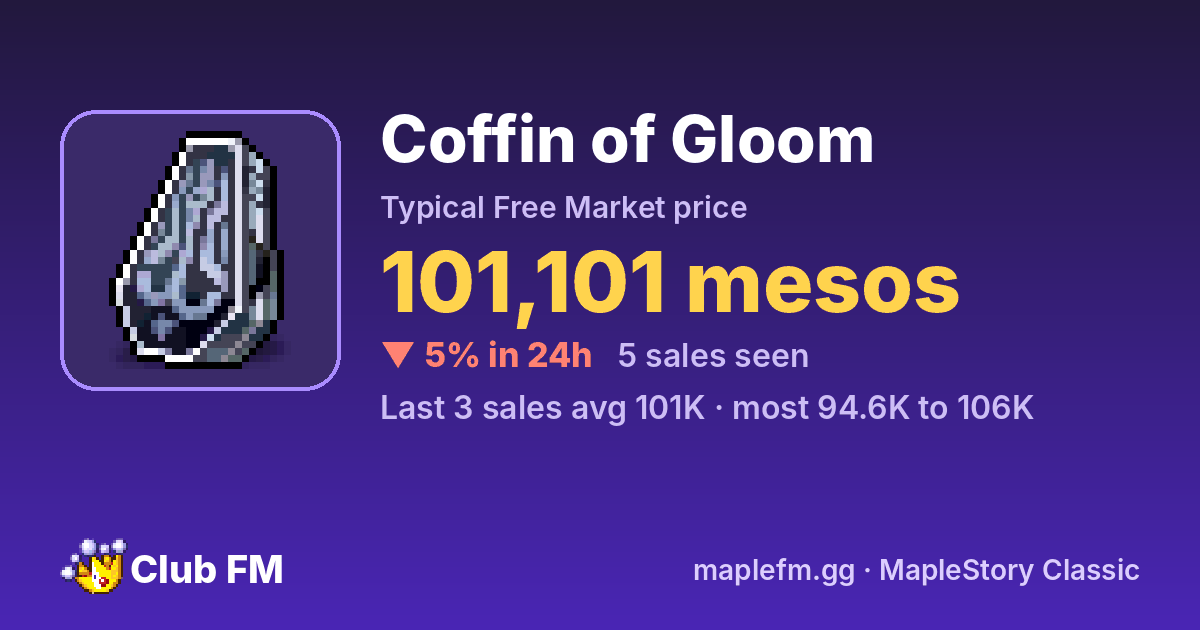 Coffin of Gloom
Typical Free Market price
101,101 mesos
▼ 5% in 24h 5 sales seen
Last 3 sales avg 101K · most 94.6K to 106K
Club FM
maplefm.gg · MapleStory Classic